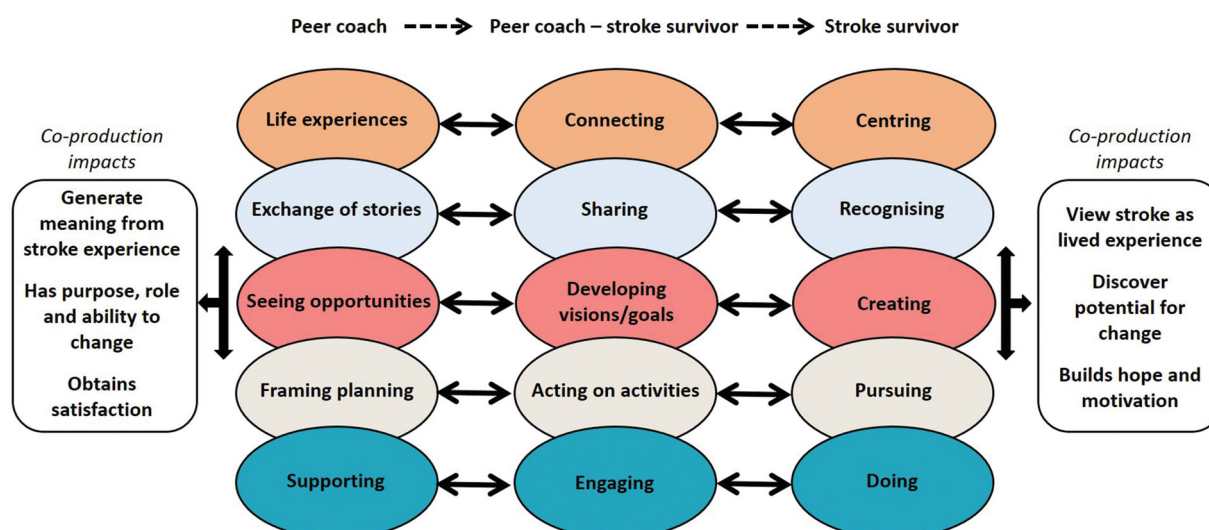 Peer coach
Peer coach – stroke survivor
Stroke survivor
Co-production
impacts
Generate
meaning from
stroke experience
Has purpose, role
and ability to
change
Obtains
satisfaction
Life experiences
Connecting
Centring
Exchange of stories
Sharing
Recognising
Seeing opportunities
Developing
visions/goals
Creating
Framing planning
Acting on activities
Pursuing
Supporting
Engaging
Doing
Co-production
impacts
View stroke as
lived experience
Discover
potential for
change
Builds hope and
motivation